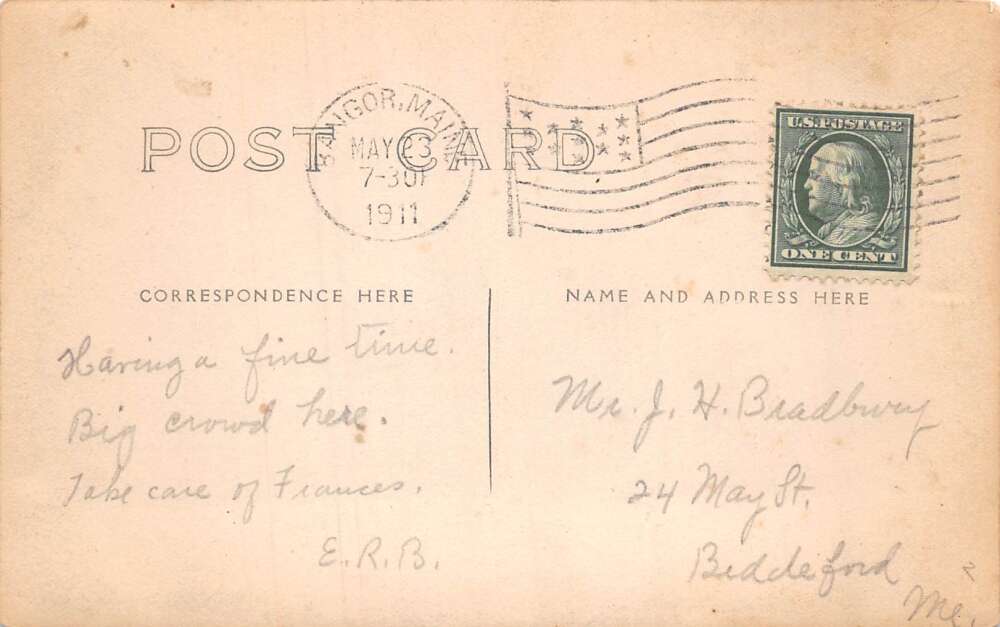 POST CARD
BANGOR, MAINE
MAY 23
7-30P
1911
U.S. POSTAGE
ONE CENT
CORRESPONDENCE HERE
NAME AND ADDRESS HERE
Having a fine time.
Big crowd here.
Take care of Frances.
E.R.B.
Mr. J. H. Bradbury
24 May St.
Biddeford
Me.
2